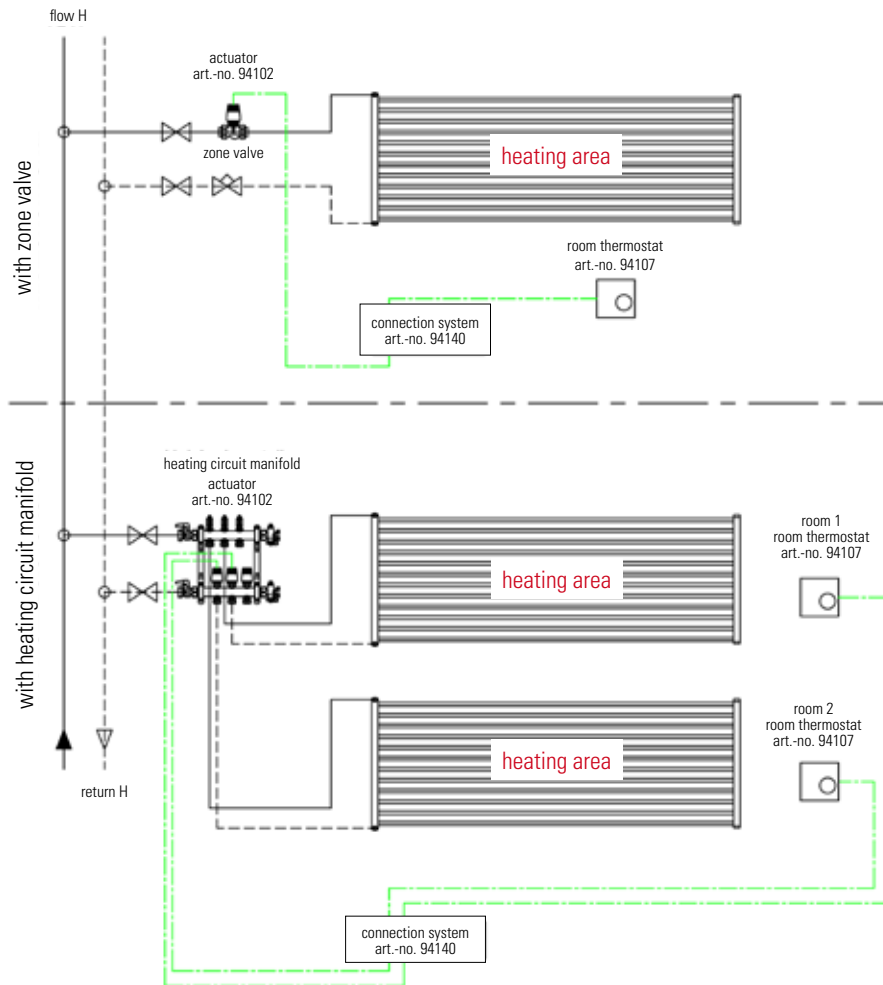 flow H
actuator
art.-no. 94102
zone valve
heating area
with zone valve
room thermostat
art.-no. 94107
connection system
art.-no. 94140
with heating circuit manifold
heating circuit manifold
actuator
art.-no. 94102
heating area
room 1
room thermostat
art.-no. 94107
heating area
room 2
room thermostat
art.-no. 94107
return H
connection system
art.-no. 94140